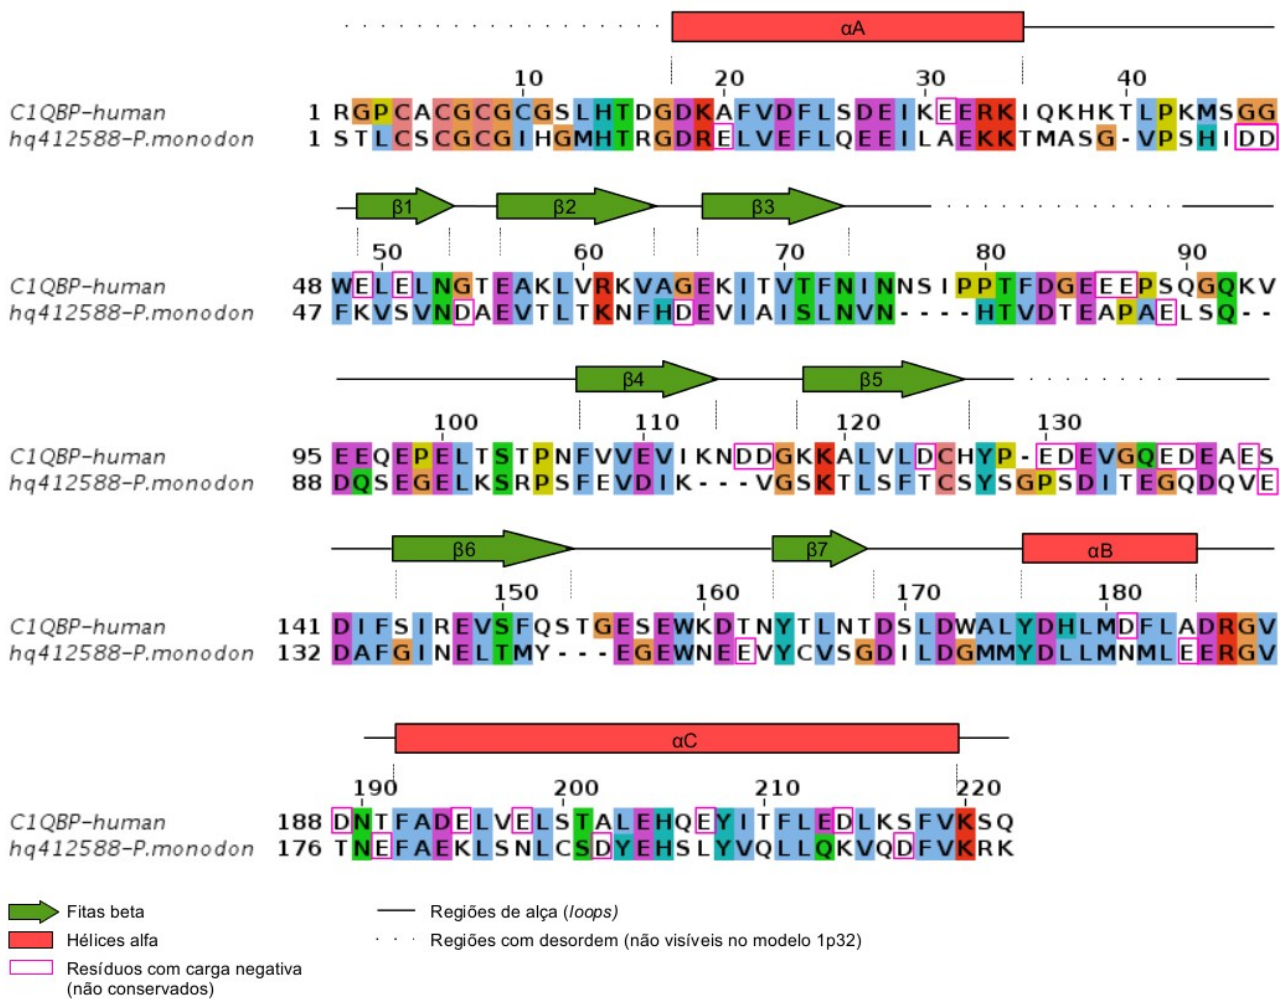 αA
10 20 30 40
C1QBP-human 1 RGPCACGCGCGSLHTDGDKAFVDFLSDEIKEERKIQKHKTLPKMSGG
hq412588-P.monodon 1 STLCSCGCGIHGMHTRGDRELVEFLQEEILAEKKTMASG-VPSHIDD
β1 β2 β3
50 60 70 80 90
C1QBP-human 48 WELELNGTEAKLVRKVAGEKITVTFNINNSIPPTFDGEEEPSQGQKV
hq412588-P.monodon 47 FKVSVNDAEVTLTKNFHDEVIAISLNVN----HTVDTEAPAELSQ--
β4 β5
100 110 120 130
C1QBP-human 95 EEQEPELTSTPNFVVEVIKNDDGKKALVLDCHYP-EDEVGQEDEAES
hq412588-P.monodon 88 DQSEGELKSRPSFEVDIK---VGSKTLSFTCSYSGPSDITEGQDQVE
β6 β7 αB
150 160 170 180
C1QBP-human 141 DIFSIREVSFQSTGESEWKDTNYTLNTDSLDWALYDHLMDFLADRGV
hq412588-P.monodon 132 DAFGINELTMY---EGEWNEEVYCVSGDILDGMMYDLLMNMLEERGV
αC
190 200 210 220
C1QBP-human 188 DNTFADELVELSTALEHQEYITFLEDLKSFVKSQ
hq412588-P.monodon 176 TNEFAEKLSNLCSDYEHSLYVQLLQKVQDFVKRK
Fitas beta
Hélices alfa
Resíduos com carga negativa
(não conservados)
Regiões de alça (loops)
Regiões com desordem (não visíveis no modelo 1p32)